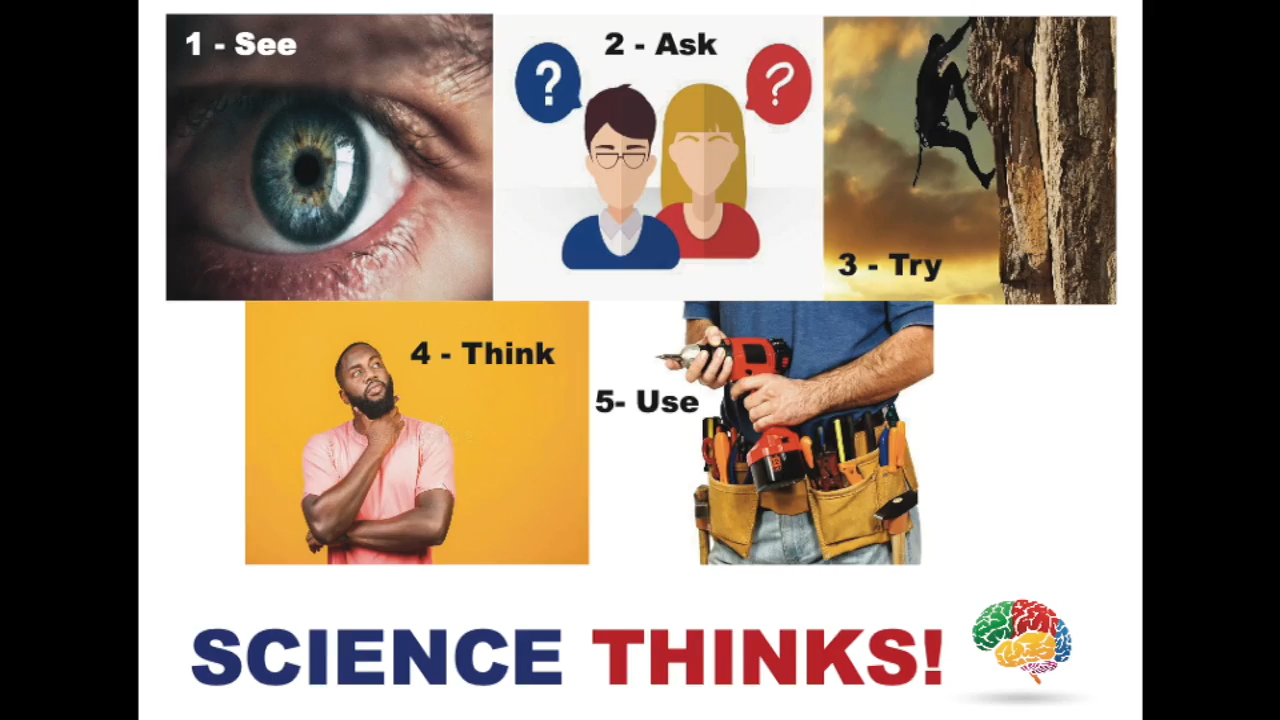 1 - See
2 - Ask
?
?
3 - Try
4 - Think
5- Use
SCIENCE THINKS!